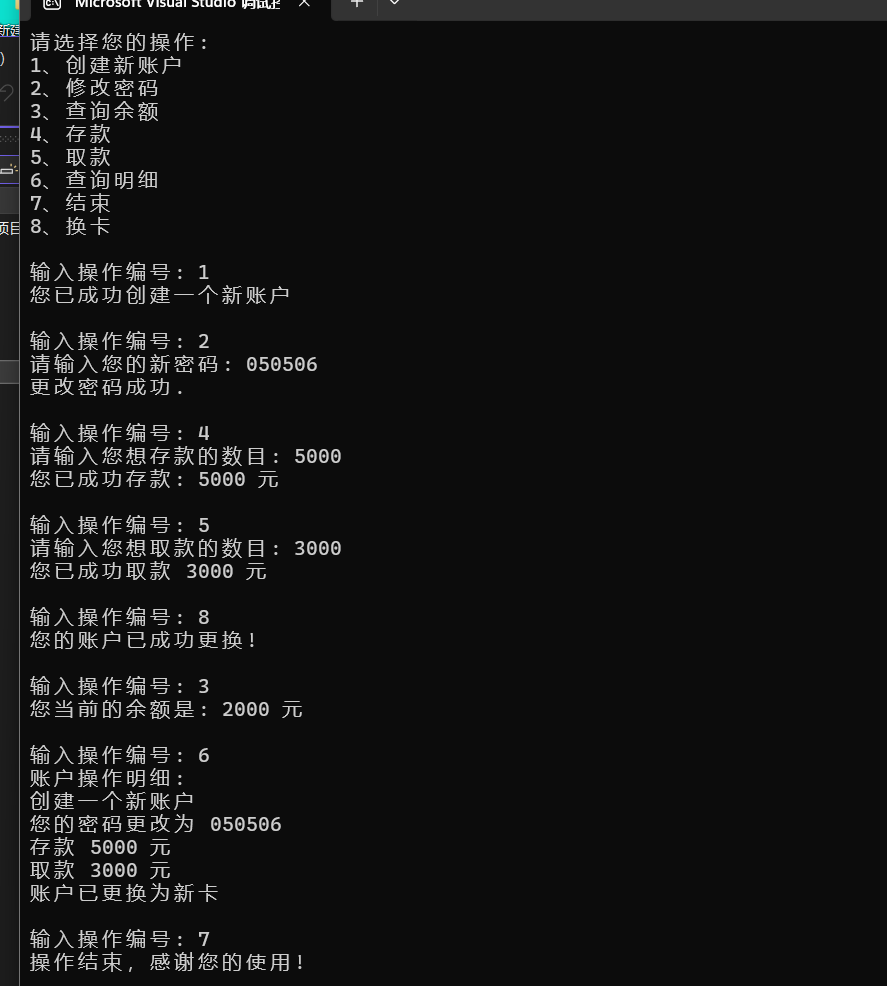 Microsoft Visual Studio 调试控
新建
)
请选择您的操作:
1、创建新账户
2、修改密码
3、查询余额
4、存款
5、取款
6、查询明细
7、结束
8、换卡
项目
输入操作编号: 1
您已成功创建一个新账户
输入操作编号: 2
请输入您的新密码: 050506
更改密码成功.
输入操作编号: 4
请输入您想存款的数目: 5000
您已成功存款: 5000 元
输入操作编号: 5
请输入您想取款的数目: 3000
您已成功取款 3000 元
输入操作编号: 8
您的账户已成功更换!
输入操作编号: 3
您当前的余额是: 2000 元
输入操作编号: 6
账户操作明细:
创建一个新账户
您的密码更改为 050506
存款 5000 元
取款 3000 元
账户已更换为新卡
输入操作编号: 7
操作结束, 感谢您的使用!